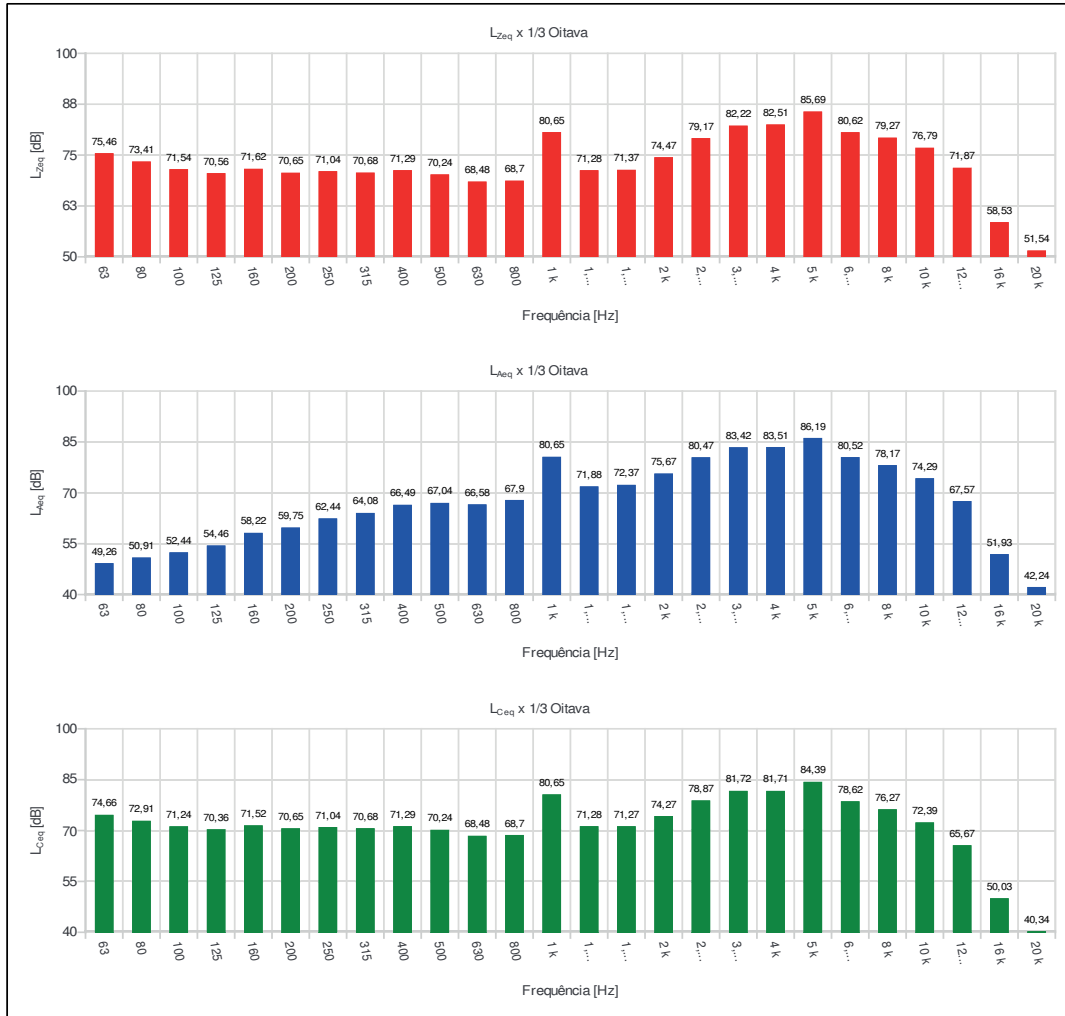 L_Zeq x 1/3 Oitava
100
88
75
63
50
L_Zeq [dB]
75,46 73,41 71,54 70,56 71,62 70,65 71,04 70,68 71,29 70,24 68,48 68,7 80,65 71,28 71,37 74,47 79,17 82,22 82,51 85,69 80,62 79,27 76,79 71,87 58,53 51,54
63 80 100 125 160 200 250 315 400 500 630 800 1 k 1,... 1,... 2 k 2,... 3,... 4 k 5 k 6,... 8 k 10 k 12... 16 k 20 k
Frequência [Hz]
L_Aeq x 1/3 Oitava
100
85
70
55
40
L_Aeq [dB]
49,26 50,91 52,44 54,46 58,22 59,75 62,44 64,08 66,49 67,04 66,58 67,9 80,65 71,88 72,37 75,67 80,47 83,42 83,51 86,19 80,52 78,17 74,29 67,57 51,93 42,24
63 80 100 125 160 200 250 315 400 500 630 800 1 k 1,... 1,... 2 k 2,... 3,... 4 k 5 k 6,... 8 k 10 k 12... 16 k 20 k
Frequência [Hz]
L_Ceq x 1/3 Oitava
100
85
70
55
40
L_Ceq [dB]
74,66 72,91 71,24 70,36 71,52 70,65 71,04 70,68 71,29 70,24 68,48 68,7 80,65 71,28 71,27 74,27 78,87 81,72 81,71 84,39 78,62 76,27 72,39 65,67 50,03 40,34
63 80 100 125 160 200 250 315 400 500 630 800 1 k 1,... 1,... 2 k 2,... 3,... 4 k 5 k 6,... 8 k 10 k 12... 16 k 20 k
Frequência [Hz]